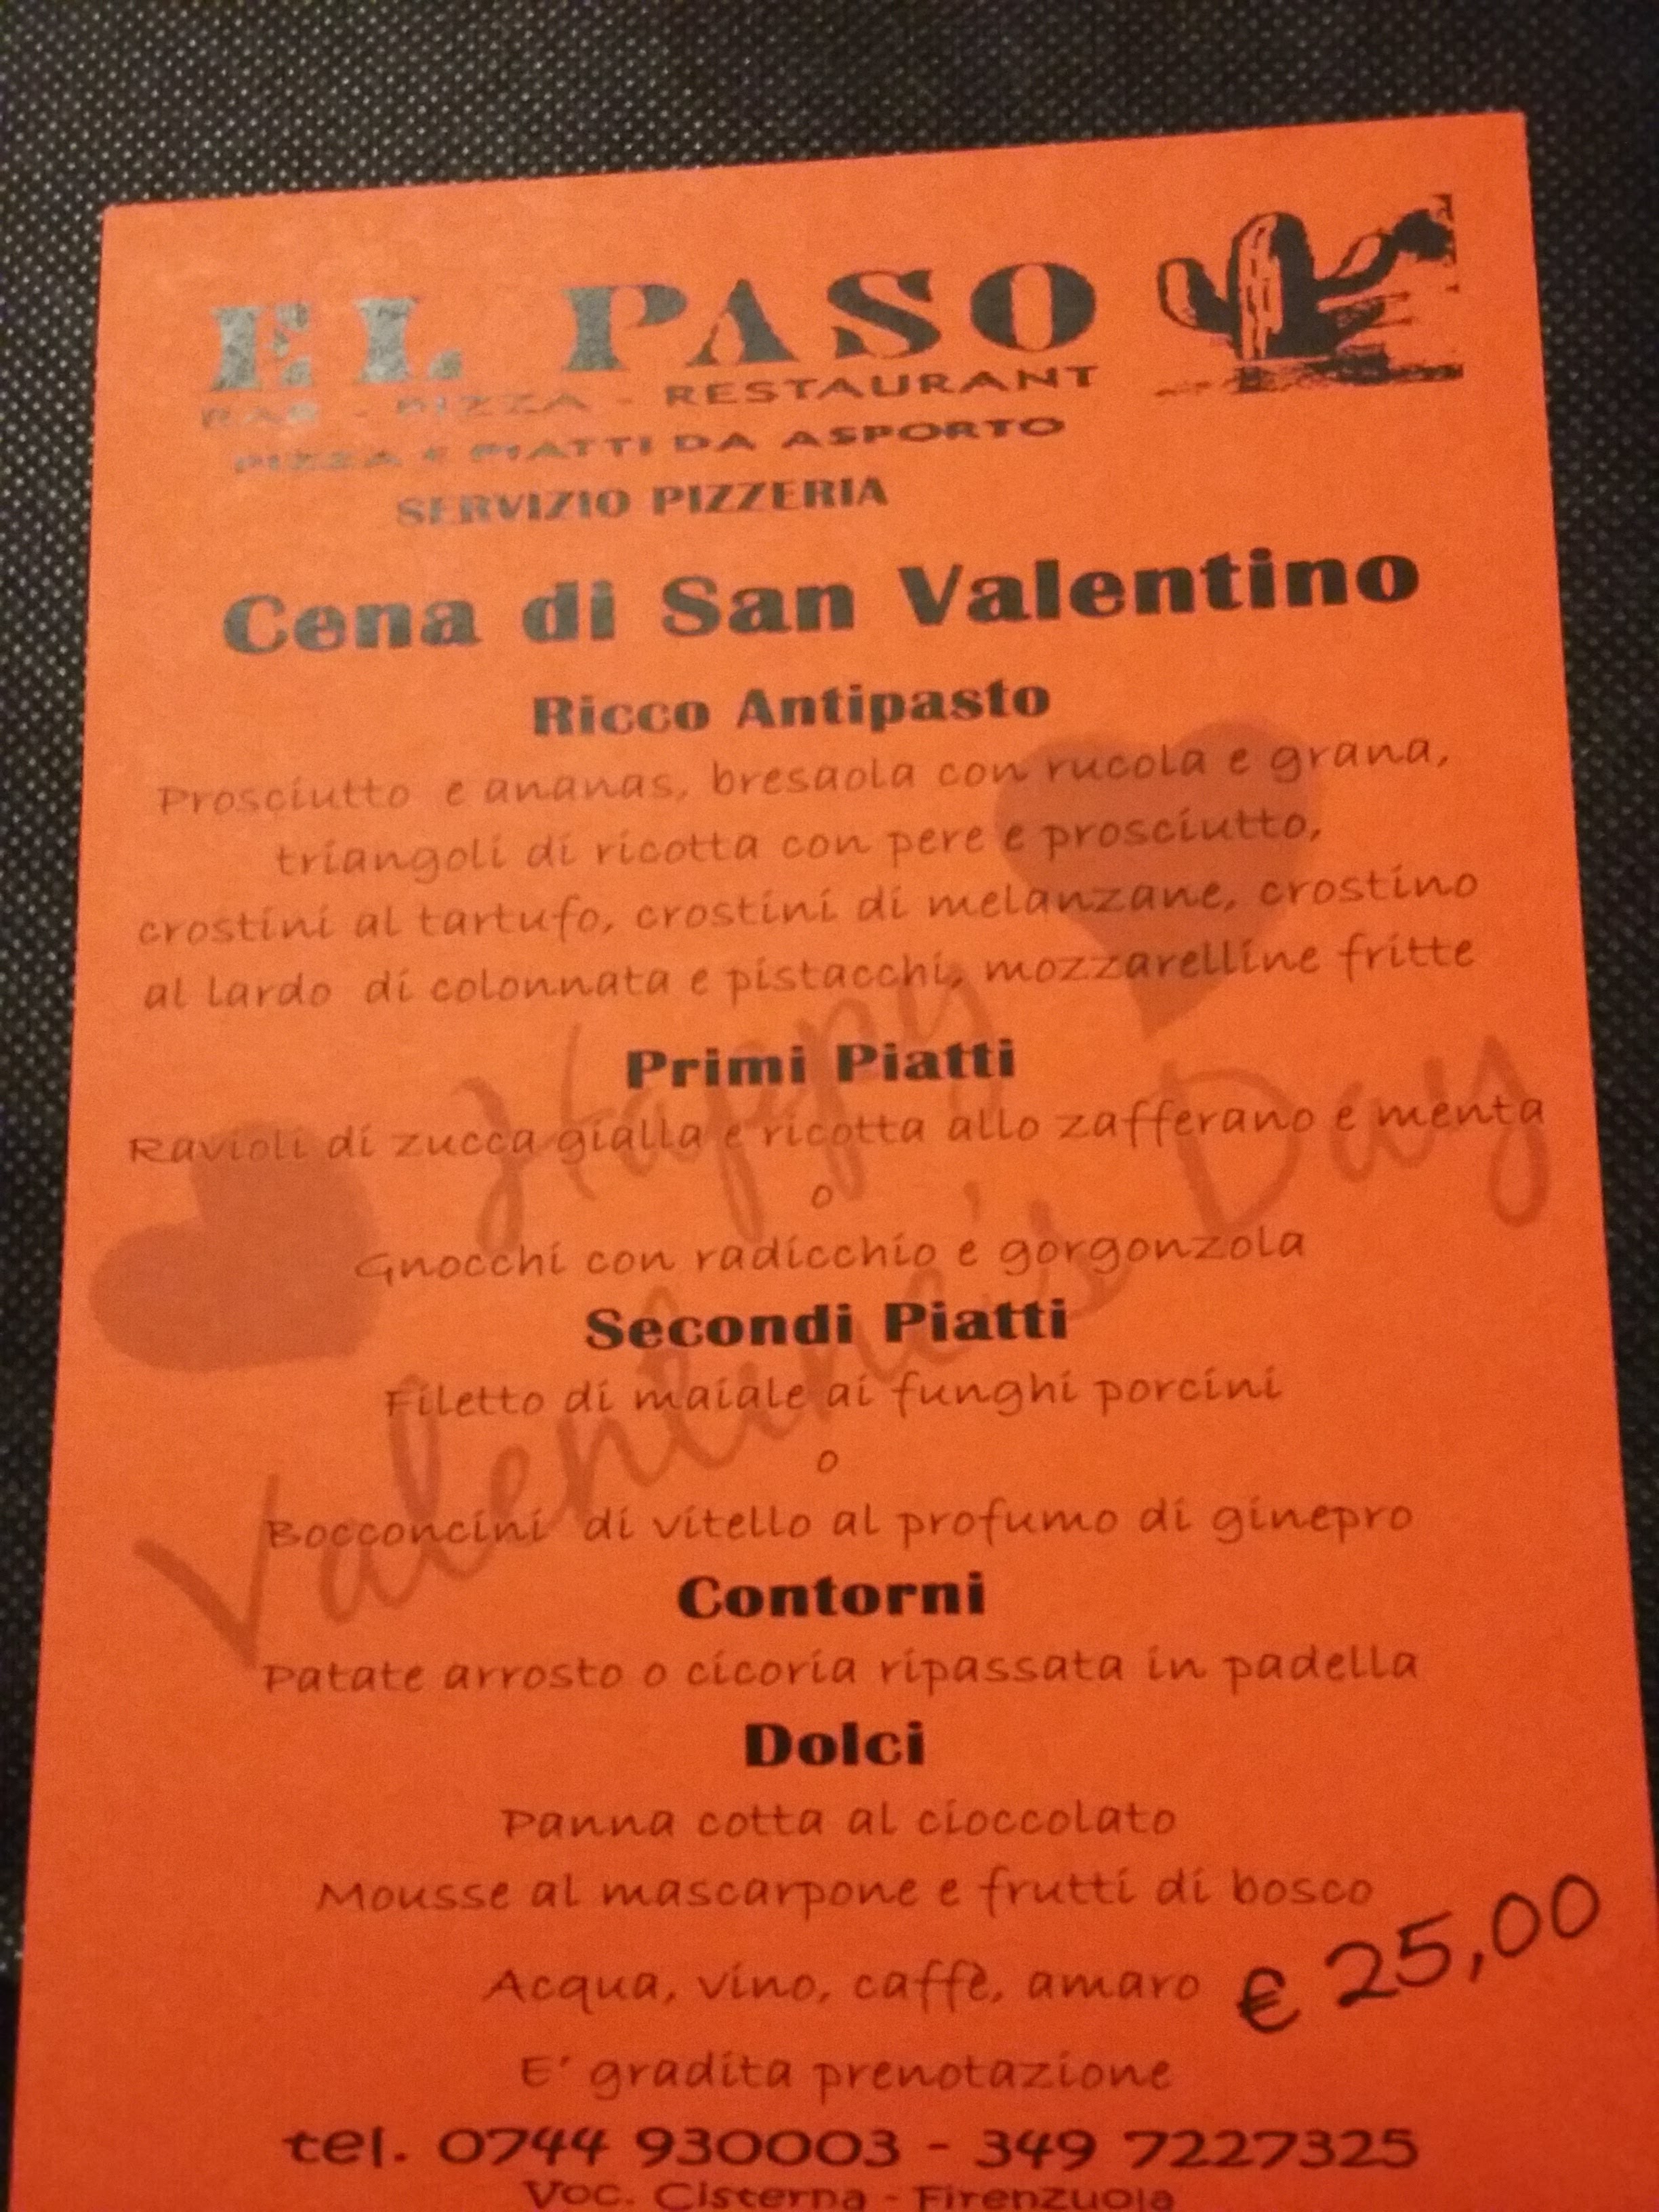 EL PASO
BAR - PIZZA - RESTAURANT
PIZZA E PIATTI DA ASPORTO
SERVIZIO PIZZERIA
Cena di San Valentino
Ricco Antipasto
Prosciutto e ananas, bresaola con rucola e grana,
triangoli di ricotta con pere e prosciutto,
crostini al tartufo, crostini di melanzane, crostino
al lardo di colonnata e pistacchi, mozzarelline fritte
Primi Piatti
Ravioli di zucca gialla e ricotta allo zafferano e menta
o
Gnocchi con radicchio e gorgonzola
Secondi Piatti
Filetto di maiale ai funghi porcini
o
Bocconcini di vitello al profumo di ginepro
Contorni
Patate arrosto o cicoria ripassata in padella
Dolci
Panna cotta al cioccolato
Mousse al mascarpone e frutti di bosco
Acqua, vino, caffè, amaro € 25,00
E' gradita prenotazione
tel. 0744 930003 - 349 7227325
Voc. Cisterna - Firenzuola
Happy
Valentine's Day